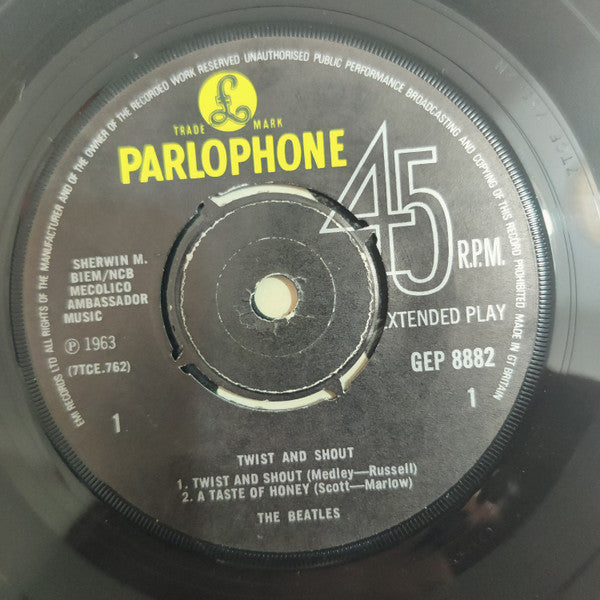 EMI RECORDS LTD ALL RIGHTS OF THE MANUFACTURER AND OF THE OWNER OF THE RECORDED WORK RESERVED UNAUTHORISED PUBLIC PERFORMANCE BROADCASTING AND COPYING OF THIS RECORD PROHIBITED MADE IN GT BRITAIN
£
TRADE MARK
PARLOPHONE
45
R.P.M.
SHERWIN M.
BIEM/NCB
MECOLICO
AMBASSADOR
MUSIC
XTENDED PLAY
℗ 1963
GEP 8882
(7TCE.762)
1
1
TWIST AND SHOUT
1. TWIST AND SHOUT (Medley—Russell)
2. A TASTE OF HONEY (Scott—Marlow)
THE BEATLES